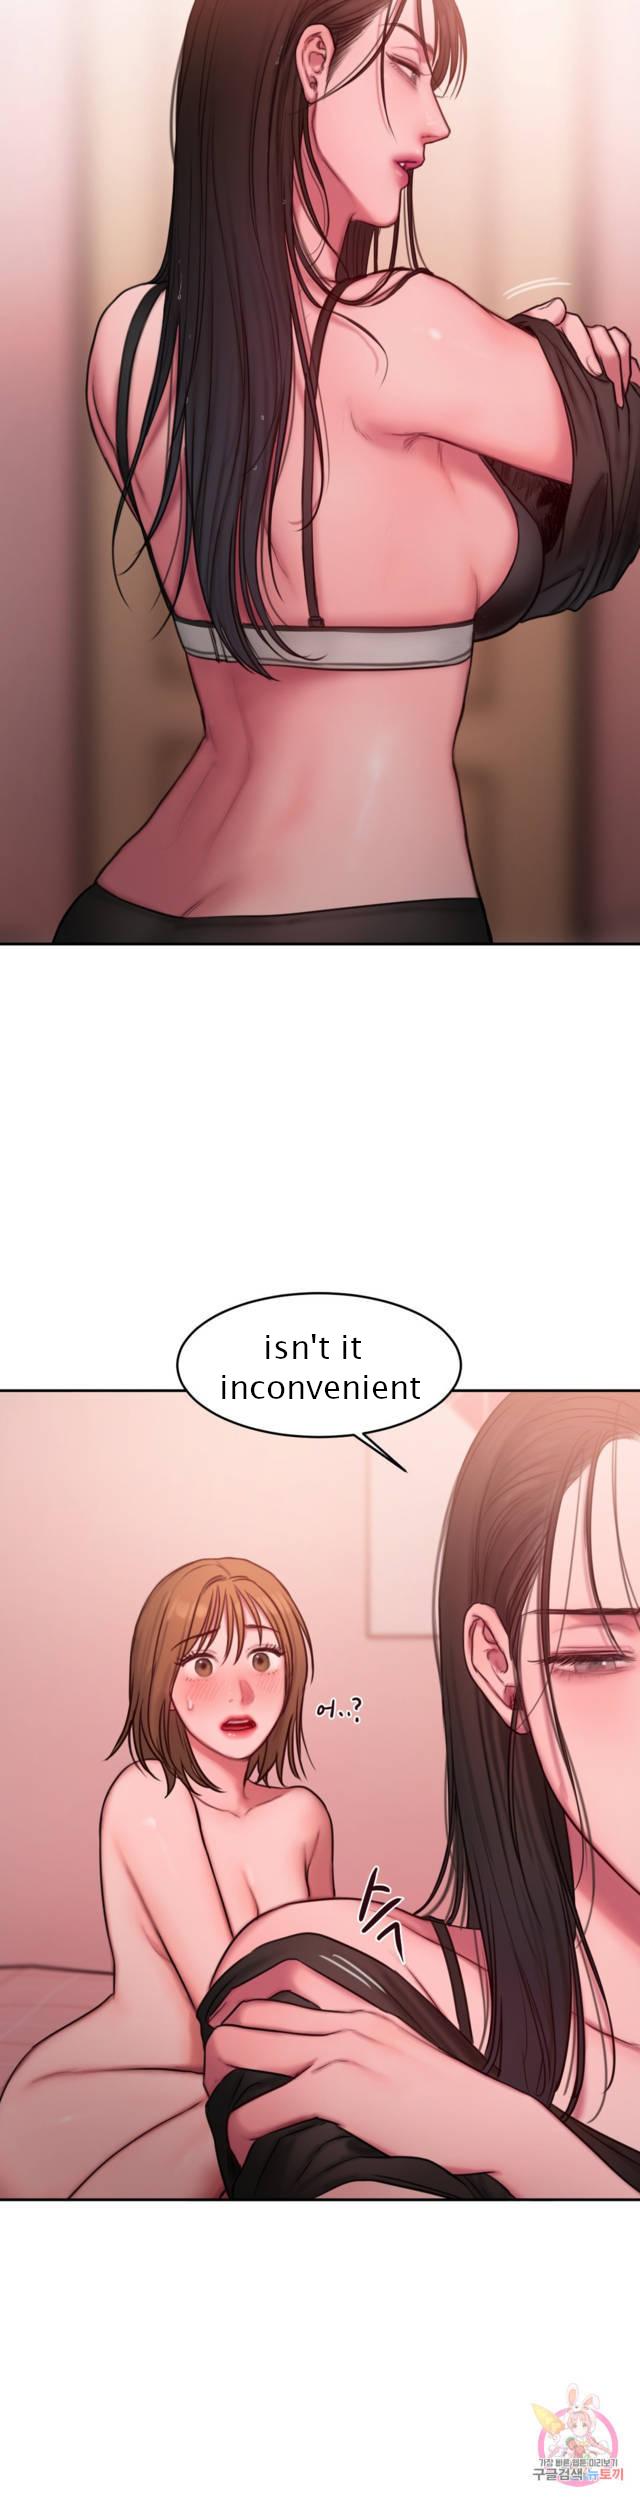 isn't it
inconvenient
어..?
가장 빠른 웹툰 미리보기
구글검색 뉴토끼